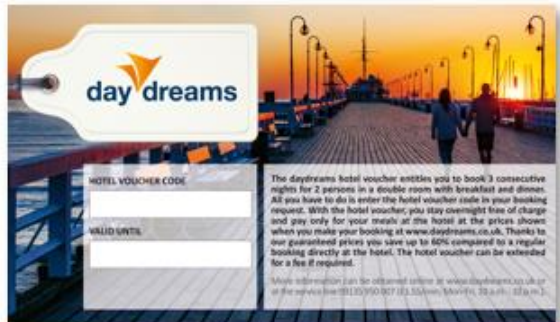 day dreams
HOTEL VOUCHER CODE
VALID UNTIL
The daydreams hotel voucher entitles you to book 3 consecutive
nights for 2 persons in a double room with breakfast and dinner.
All you have to do is enter the hotel voucher code in your booking
request. With the hotel voucher, you stay overnight free of charge
and pay only for your meals at the hotel at the prices shown
when you make your booking at www.daydreams.co.uk. Thanks to
our guaranteed prices you save up to 60% compared to a regular
booking directly at the hotel. The hotel voucher can be extended
for a fee if required.
More information can be obtained online at www.daydreams.co.uk or
at the service line